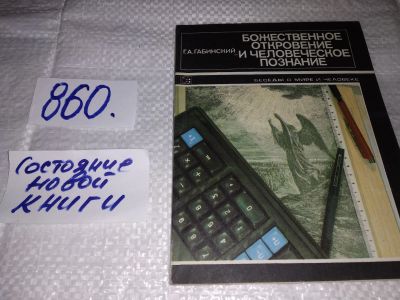 860.
Состояние
новой
книги
Г.А.ГАБИНСКИЙ
БОЖЕСТВЕННОЕ
ОТКРОВЕНИЕ
И ЧЕЛОВЕЧЕСКОЕ
ПОЗНАНИЕ
БЕСЕДЫ О МИРЕ И ЧЕЛОВЕКЕ